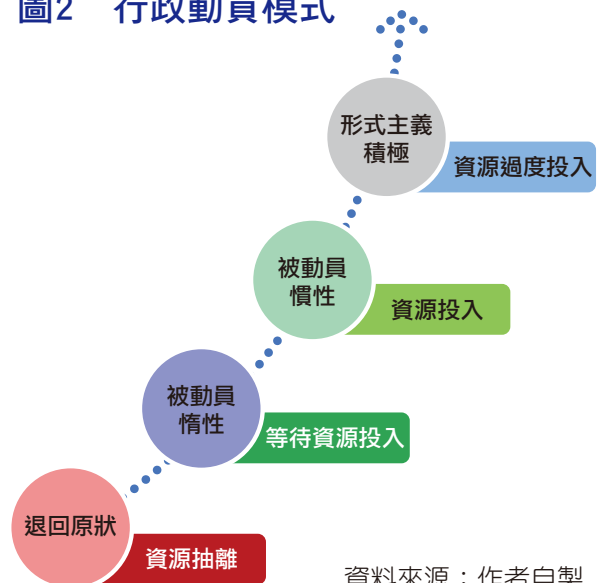 圖2　行政動員模式
形式主義
積極
資源過度投入
被動員
慣性
資源投入
被動員
惰性
等待資源投入
退回原狀
資源抽離
資料來源：作者自製